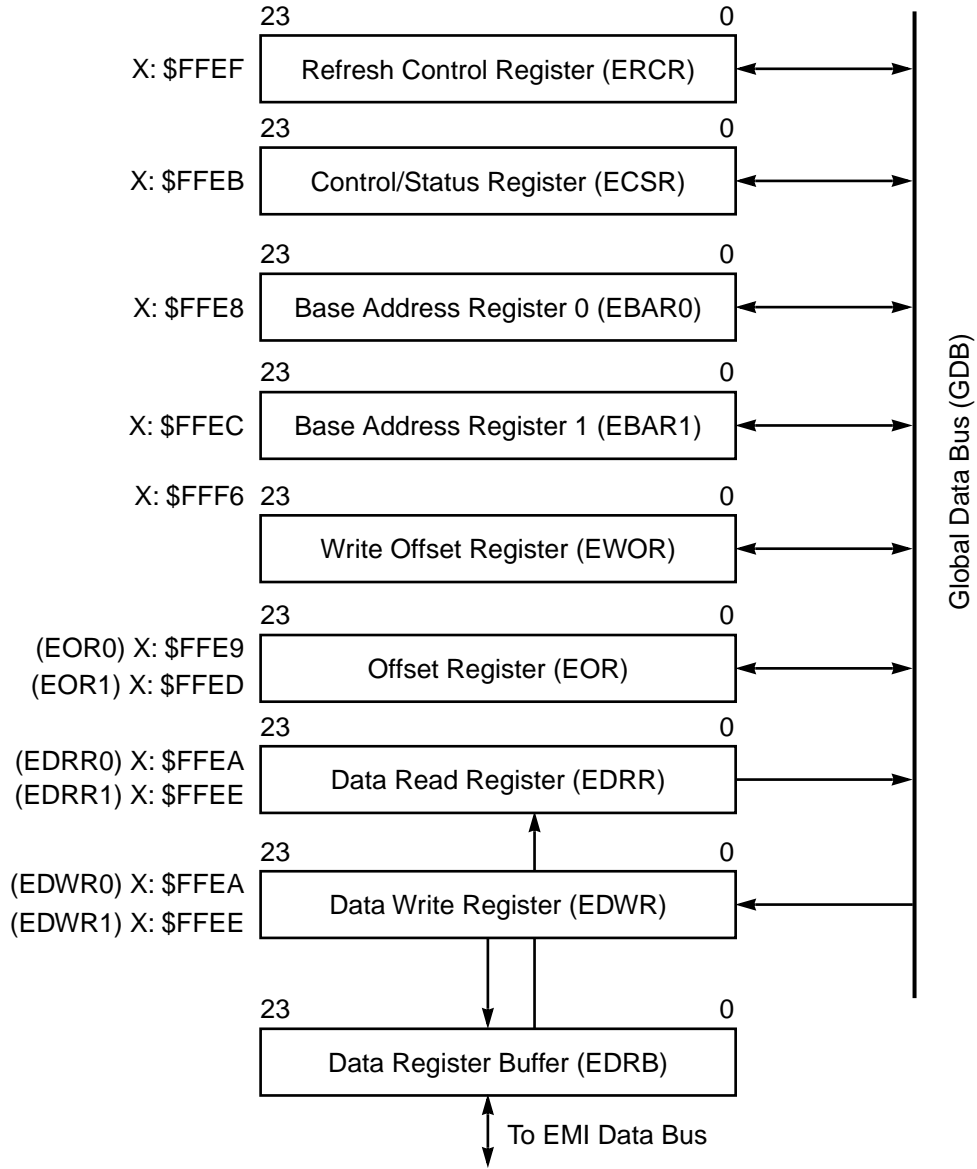 23 0
X: $FFEF Refresh Control Register (ERCR)
23 0
X: $FFEB Control/Status Register (ECSR)
23 0
X: $FFE8 Base Address Register 0 (EBAR0)
23 0
X: $FFEC Base Address Register 1 (EBAR1)
X: $FFF6 23 0
Write Offset Register (EWOR)
23 0
(EOR0) X: $FFE9
Offset Register (EOR)
(EOR1) X: $FFED
23 0
(EDRR0) X: $FFEA
Data Read Register (EDRR)
(EDRR1) X: $FFEE
23 0
(EDWR0) X: $FFEA
Data Write Register (EDWR)
(EDWR1) X: $FFEE
23 0
Data Register Buffer (EDRB)
To EMI Data Bus
Global Data Bus (GDB)